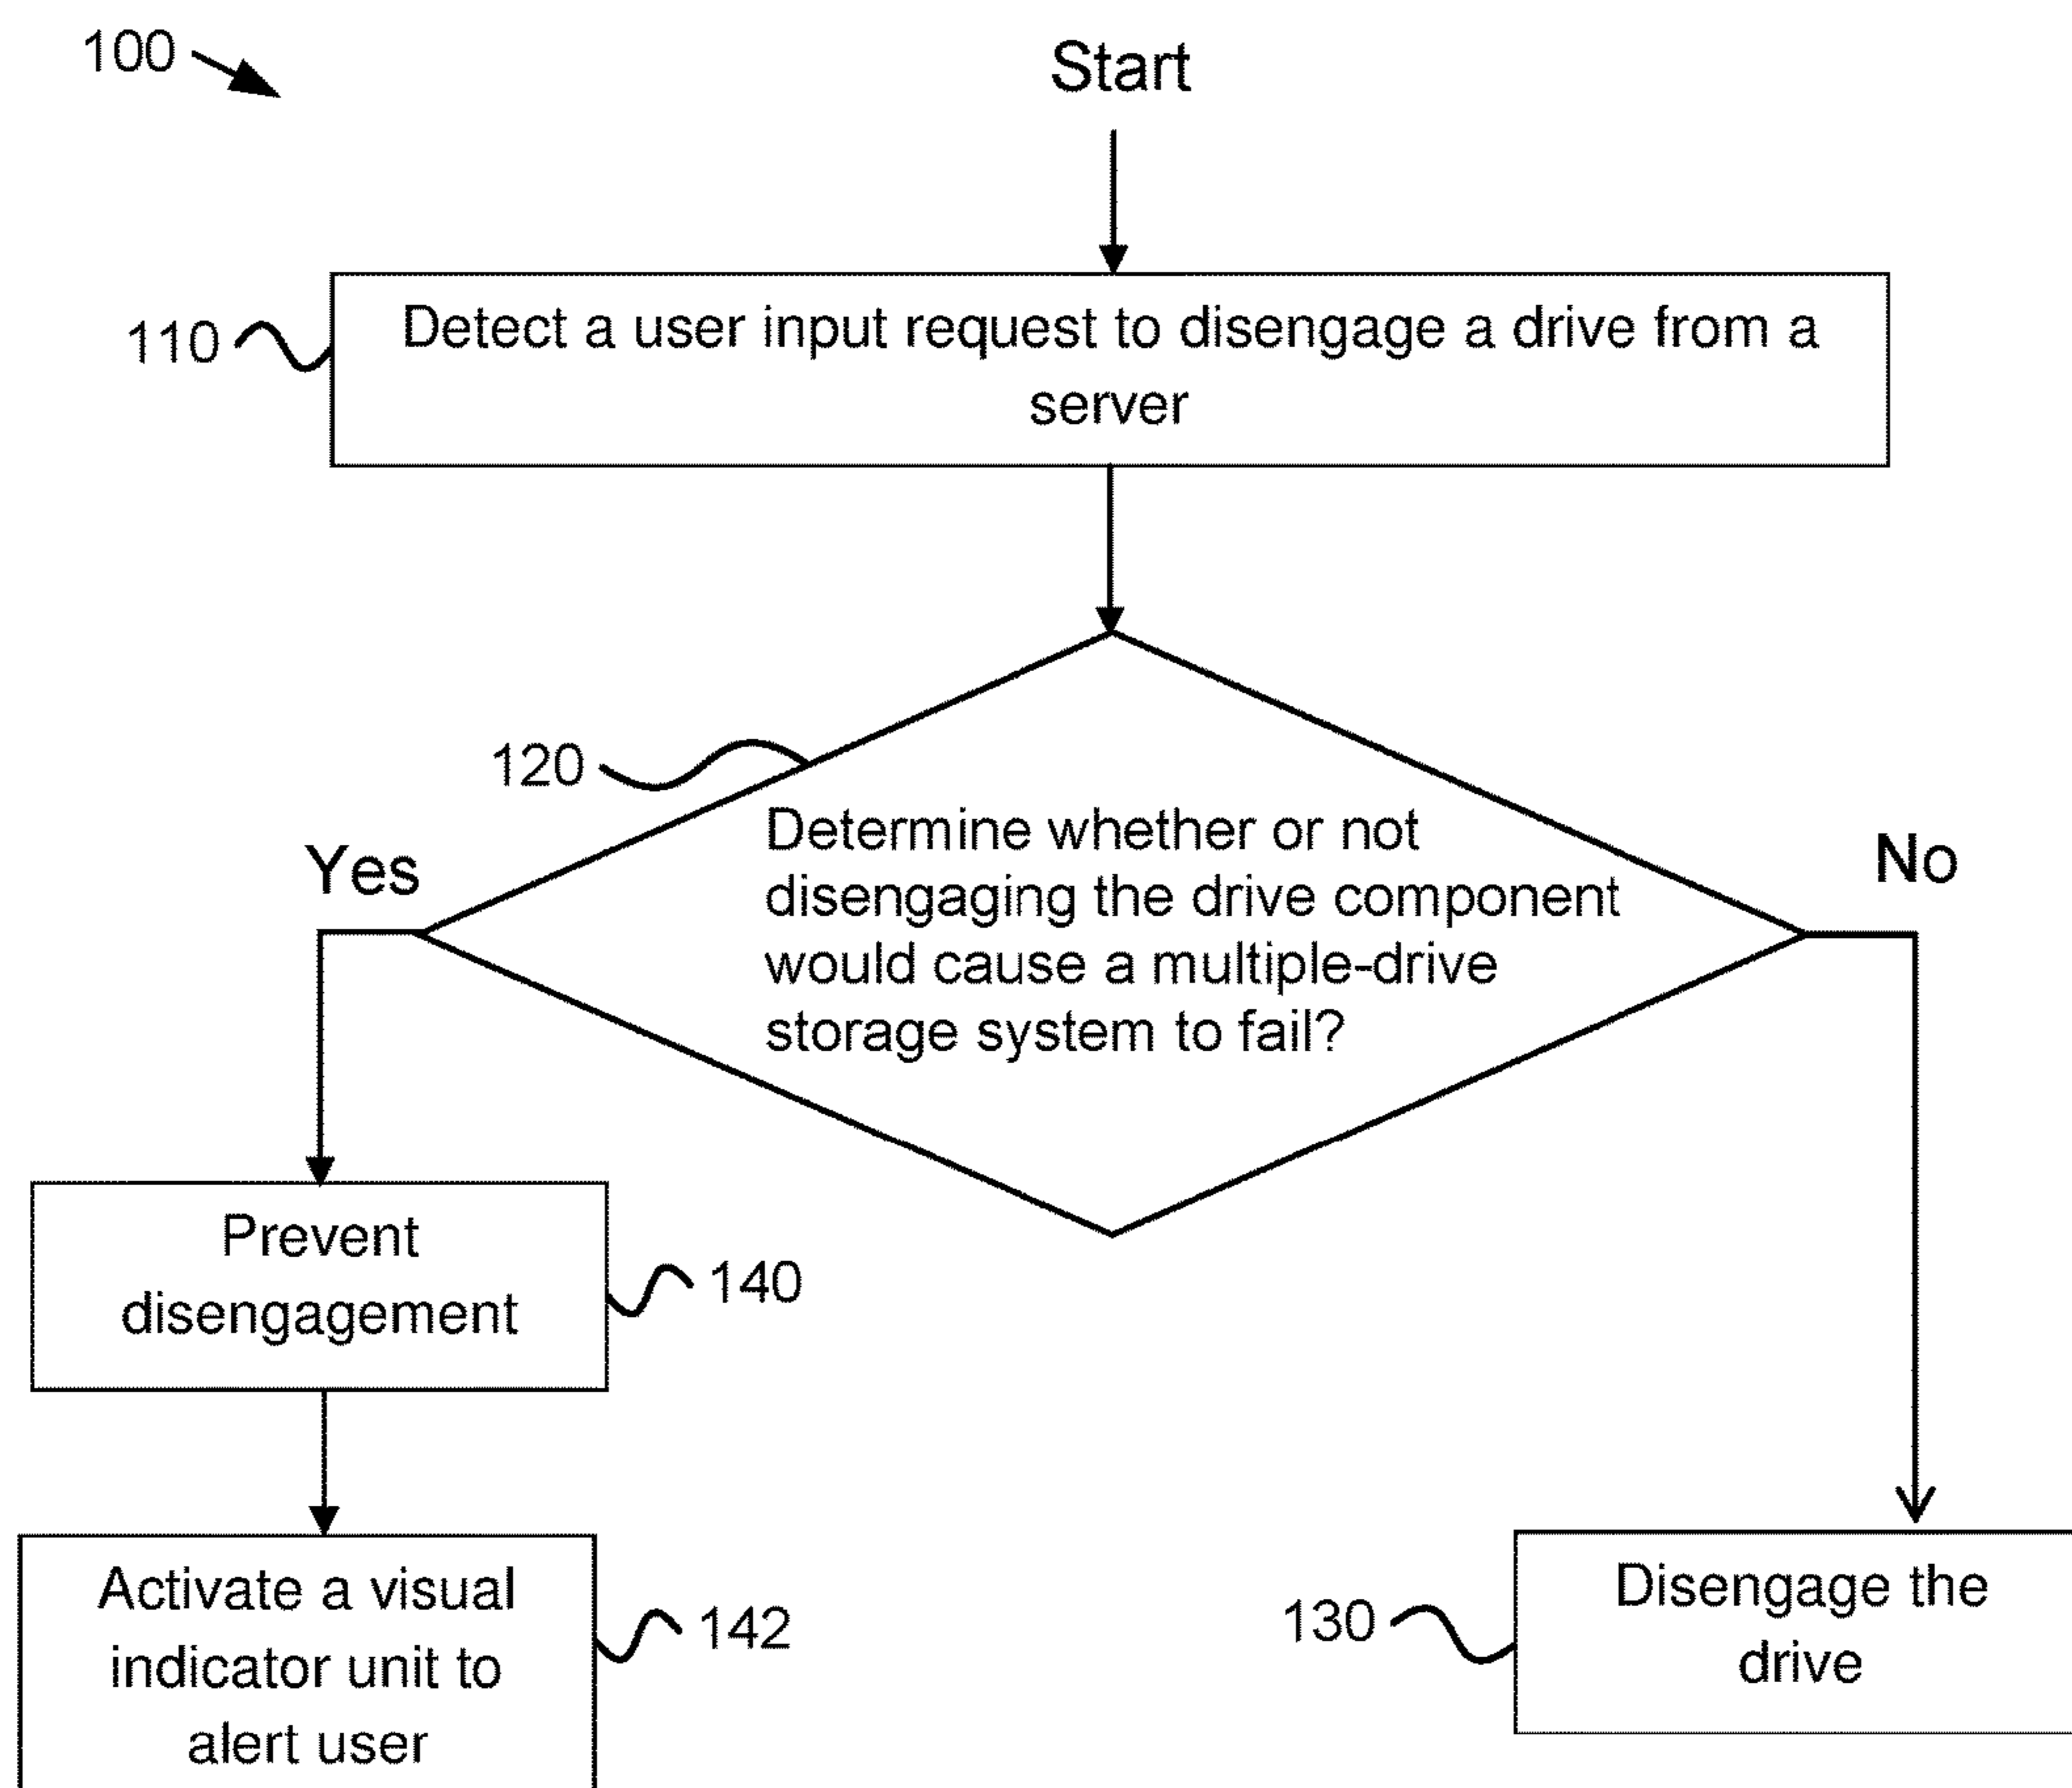 100
Start
110
Detect a user input request to disengage a drive from a
server
120
Determine whether or not
disengaging the drive component
would cause a multiple-drive
storage system to fail?
Yes
No
Prevent
disengagement
140
Activate a visual
indicator unit to
alert user
142
130
Disengage the
drive